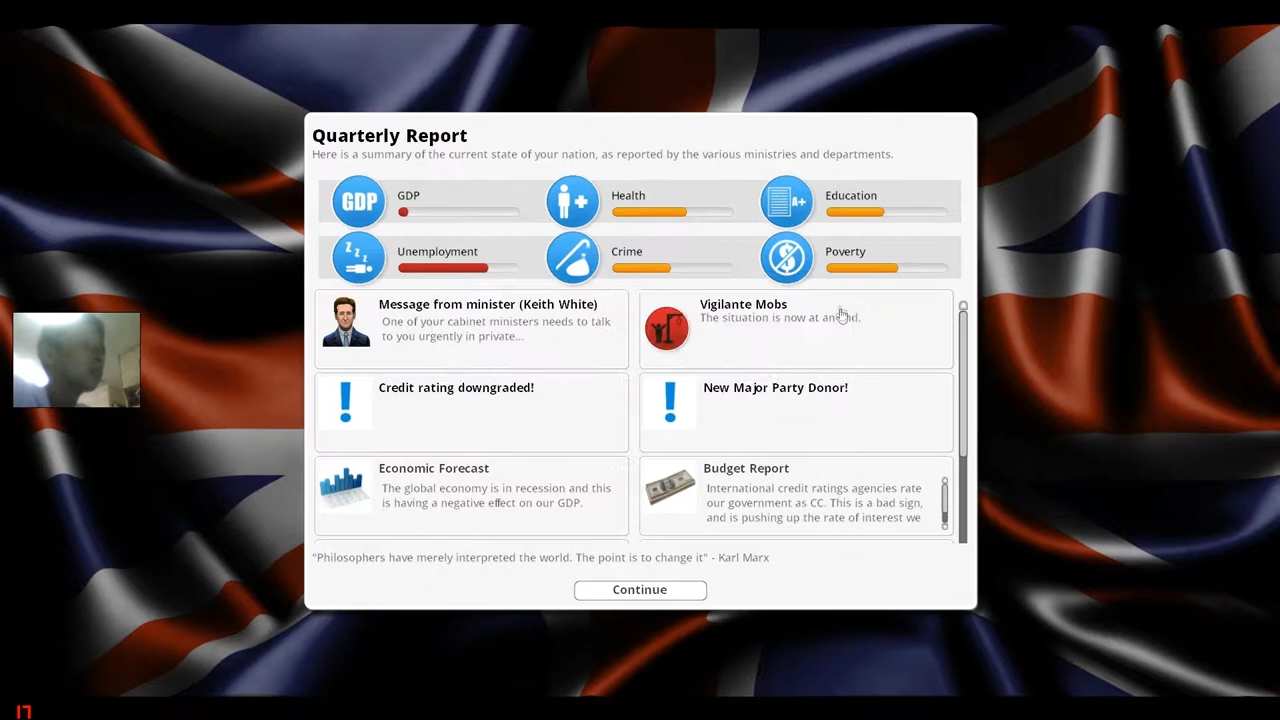 Quarterly Report
Here is a summary of the current state of your nation, as reported by the various ministries and departments.
GDP
GDP
Health
A+
Education
Z Z Z
Unemployment
Crime
$
Poverty
Message from minister (Keith White)
One of your cabinet ministers needs to talk
to you urgently in private...
Vigilante Mobs
The situation is now at an end.
!
Credit rating downgraded!
!
New Major Party Donor!
Economic Forecast
The global economy is in recession and this
is having a negative effect on our GDP.
Budget Report
International credit ratings agencies rate
our government as CC. This is a bad sign,
and is pushing up the rate of interest we
"Philosophers have merely interpreted the world. The point is to change it" - Karl Marx
Continue
17